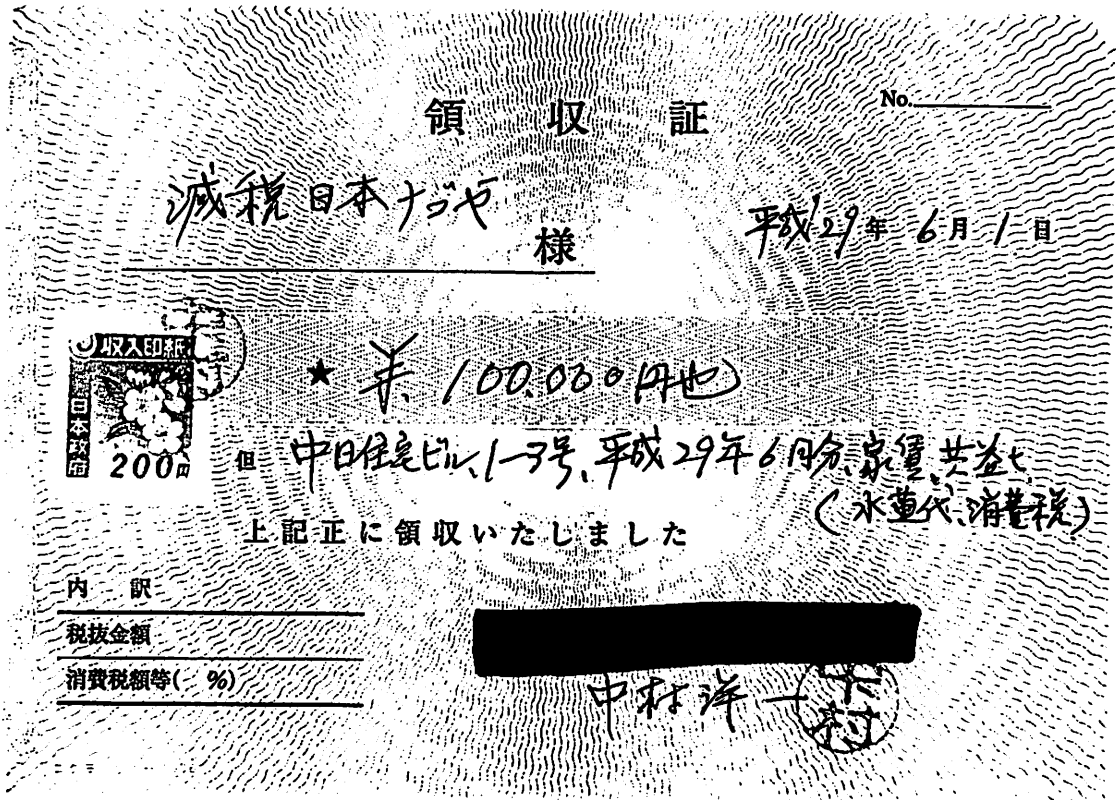 領収証
No.
減税日本ナゴヤ
様
平成29年6月1日
収入印紙
日本政府
200円
★ ¥.100.000円也)
但 中日住宅ビル、1-3号、平成29年6月分、家賃、共益
(水道代、消費税)
上記正に領収いたしました
内 訳
税抜金額
消費税額等( %)
中村洋一
中村